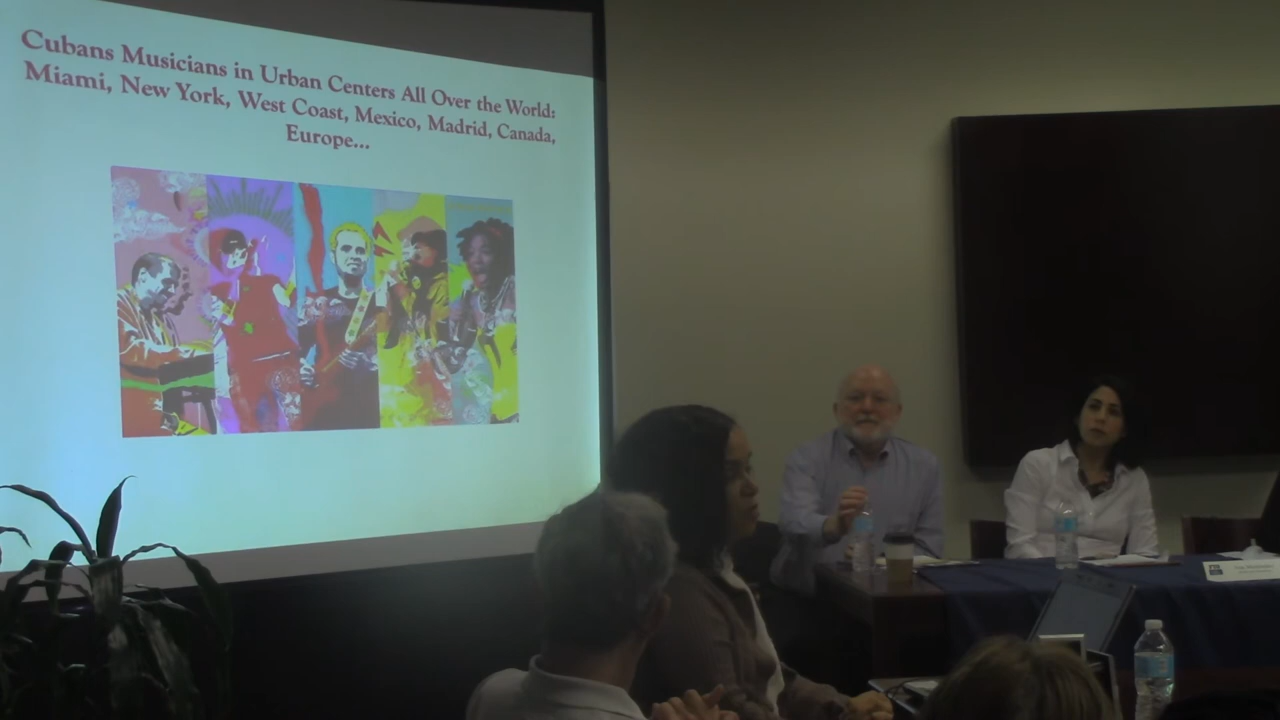 Cubans Musicians in Urban Centers All Over the World:
Miami, New York, West Coast, Mexico, Madrid, Canada,
Europe...